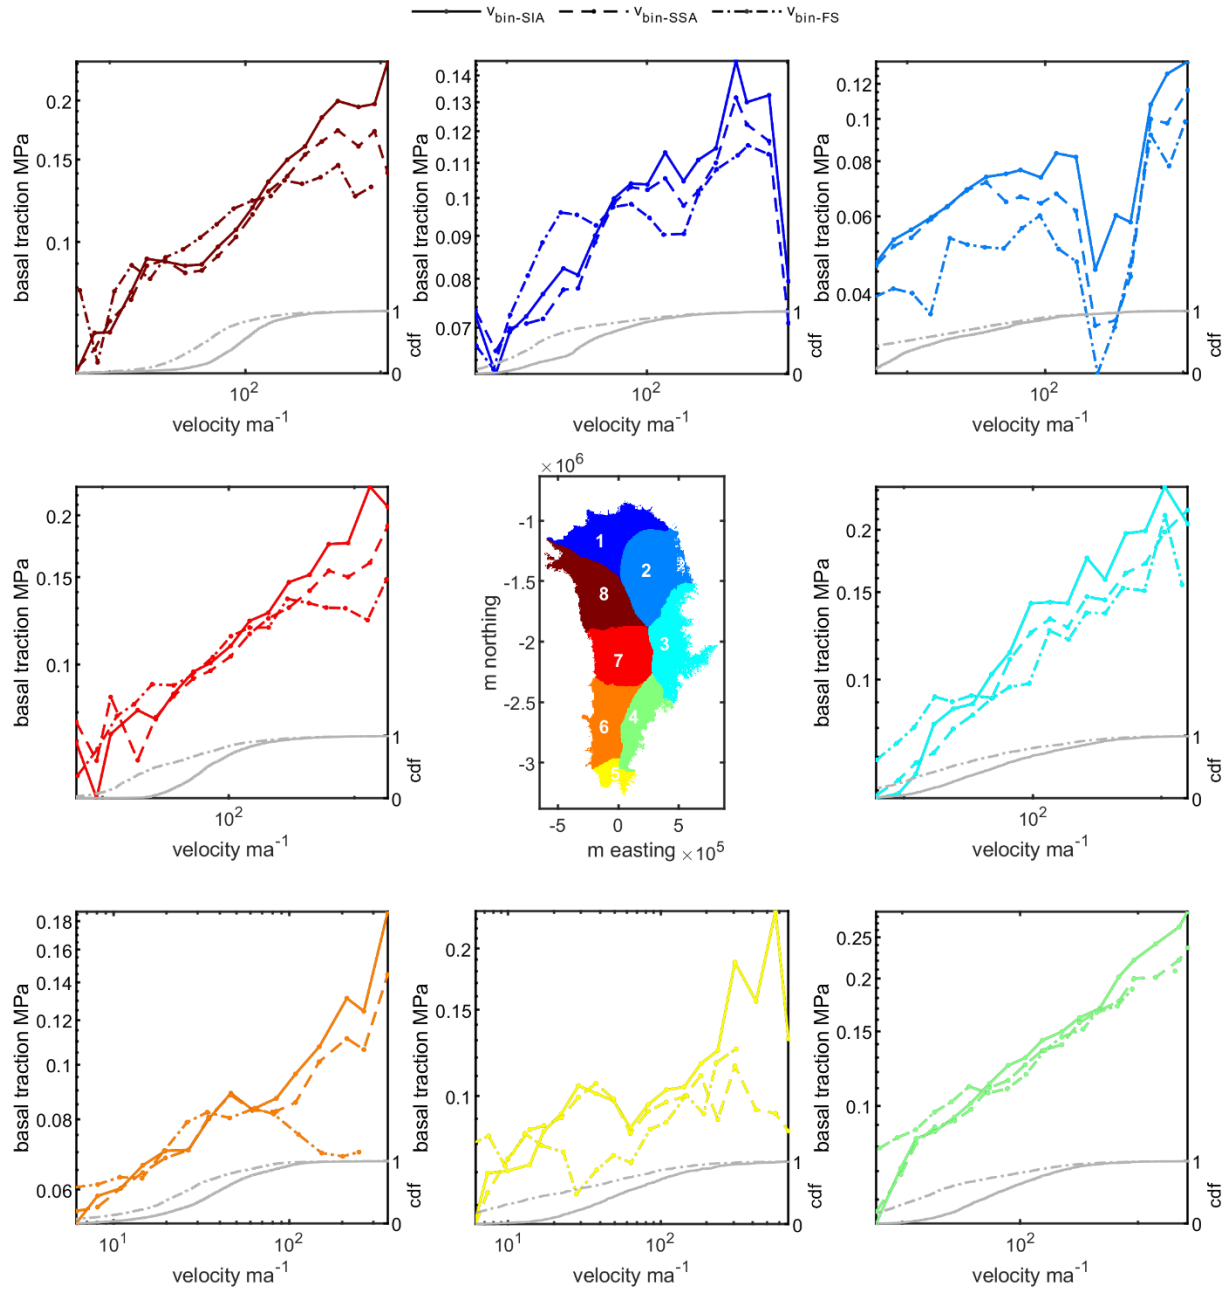 v_bin-SIA v_bin-SSA v_bin-FS
basal traction MPa
0.2
0.15
0.1
1
0
cdf
10^2
velocity ma^-1
basal traction MPa
0.14
0.13
0.12
0.11
0.1
0.09
0.08
0.07
1
0
cdf
10^2
velocity ma^-1
basal traction MPa
0.12
0.1
0.08
0.06
0.04
1
0
cdf
10^2
velocity ma^-1
basal traction MPa
0.2
0.15
0.1
1
0
cdf
10^2
velocity ma^-1
× 10^6
m northing
-1
-1.5
-2
-2.5
-3
1
2
8
3
7
4
6
5
-5 0 5
m easting × 10^5
basal traction MPa
0.2
0.15
0.1
1
0
cdf
10^2
velocity ma^-1
basal traction MPa
0.18
0.16
0.14
0.12
0.1
0.08
0.06
1
0
cdf
10^1 10^2
velocity ma^-1
basal traction MPa
0.2
0.15
0.1
1
0
cdf
10^1 10^2
velocity ma^-1
basal traction MPa
0.25
0.2
0.15
0.1
1
0
cdf
10^2
velocity ma^-1